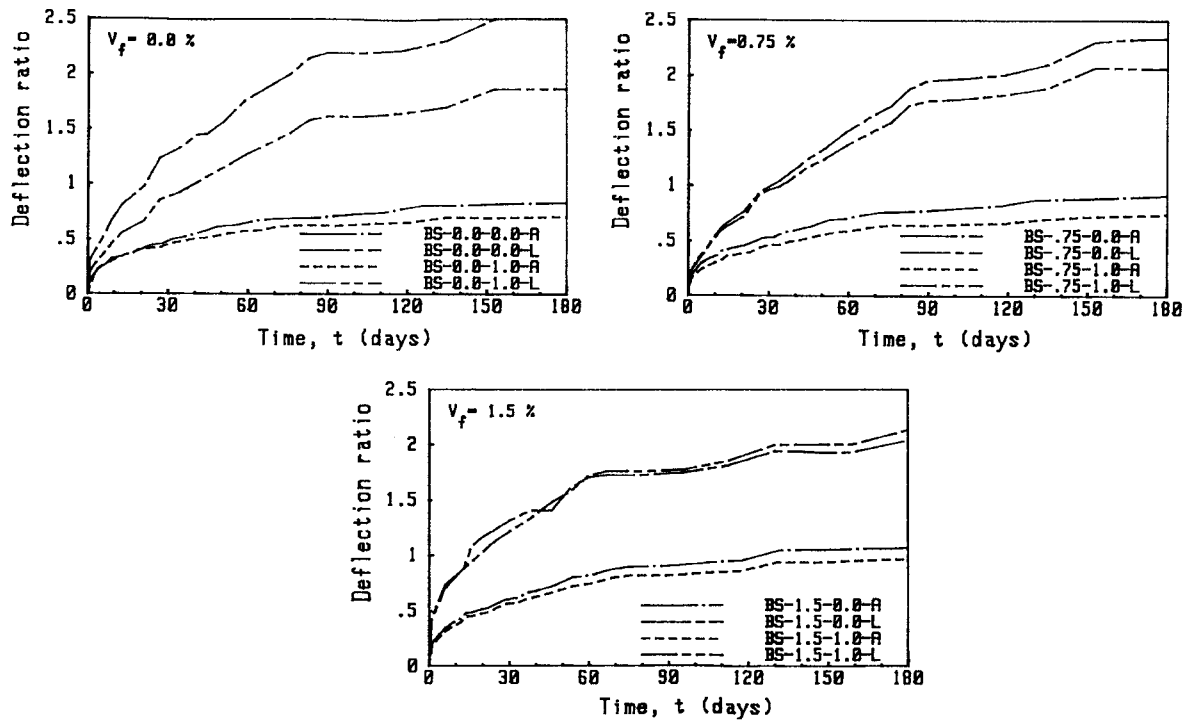 2.5
2
1.5
1
.5
0
Deflection ratio
V_f= 0.0 %
BS-0.0-0.0-A
BS-0.0-0.0-L
BS-0.0-1.0-A
BS-0.0-1.0-L
0 30 60 90 120 150 180
Time, t (days)
2.5
2
1.5
1
.5
0
Deflection ratio
V_f=0.75 %
BS-.75-0.0-A
BS-.75-0.0-L
BS-.75-1.0-A
BS-.75-1.0-L
0 30 60 90 120 150 180
Time, t (days)
2.5
2
1.5
1
.5
0
Deflection ratio
V_f= 1.5 %
BS-1.5-0.0-A
BS-1.5-0.0-L
BS-1.5-1.0-A
BS-1.5-1.0-L
0 30 60 90 120 150 180
Time, t (days)